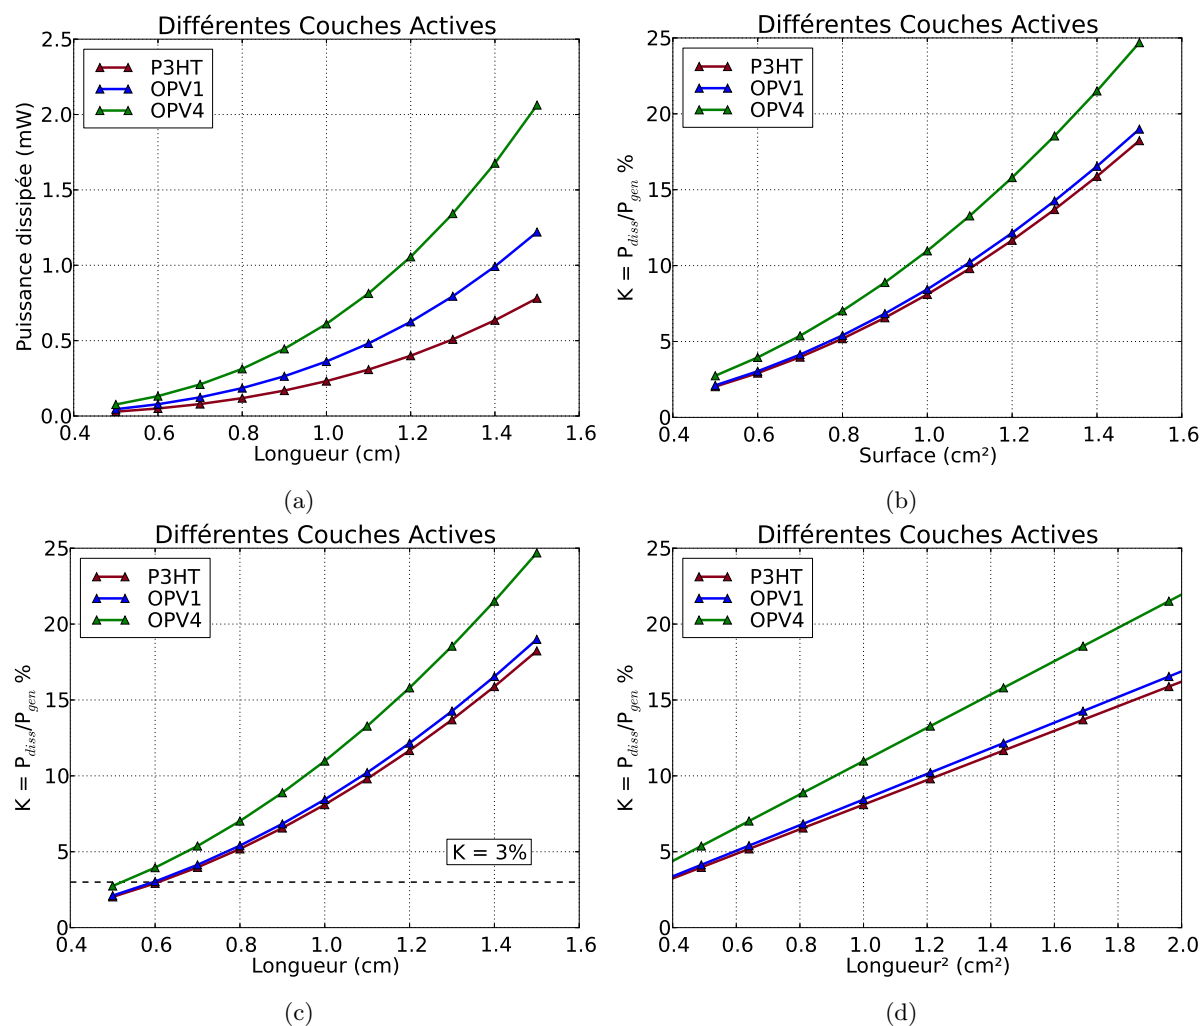 Différentes Couches Actives
P3HT
OPV1
OPV4
Puissance dissipée (mW)
2.5
2.0
1.5
1.0
0.5
0.0
0.4 0.6 0.8 1.0 1.2 1.4 1.6
Longueur (cm)
(a)
Différentes Couches Actives
P3HT
OPV1
OPV4
K = P_diss/P_gen %
25
20
15
10
5
0
0.4 0.6 0.8 1.0 1.2 1.4 1.6
Surface (cm²)
(b)
Différentes Couches Actives
P3HT
OPV1
OPV4
K = P_diss/P_gen %
25
20
15
10
5
0
K = 3%
0.4 0.6 0.8 1.0 1.2 1.4 1.6
Longueur (cm)
(c)
Différentes Couches Actives
P3HT
OPV1
OPV4
K = P_diss/P_gen %
25
20
15
10
5
0
0.4 0.6 0.8 1.0 1.2 1.4 1.6 1.8 2.0
Longueur² (cm²)
(d)